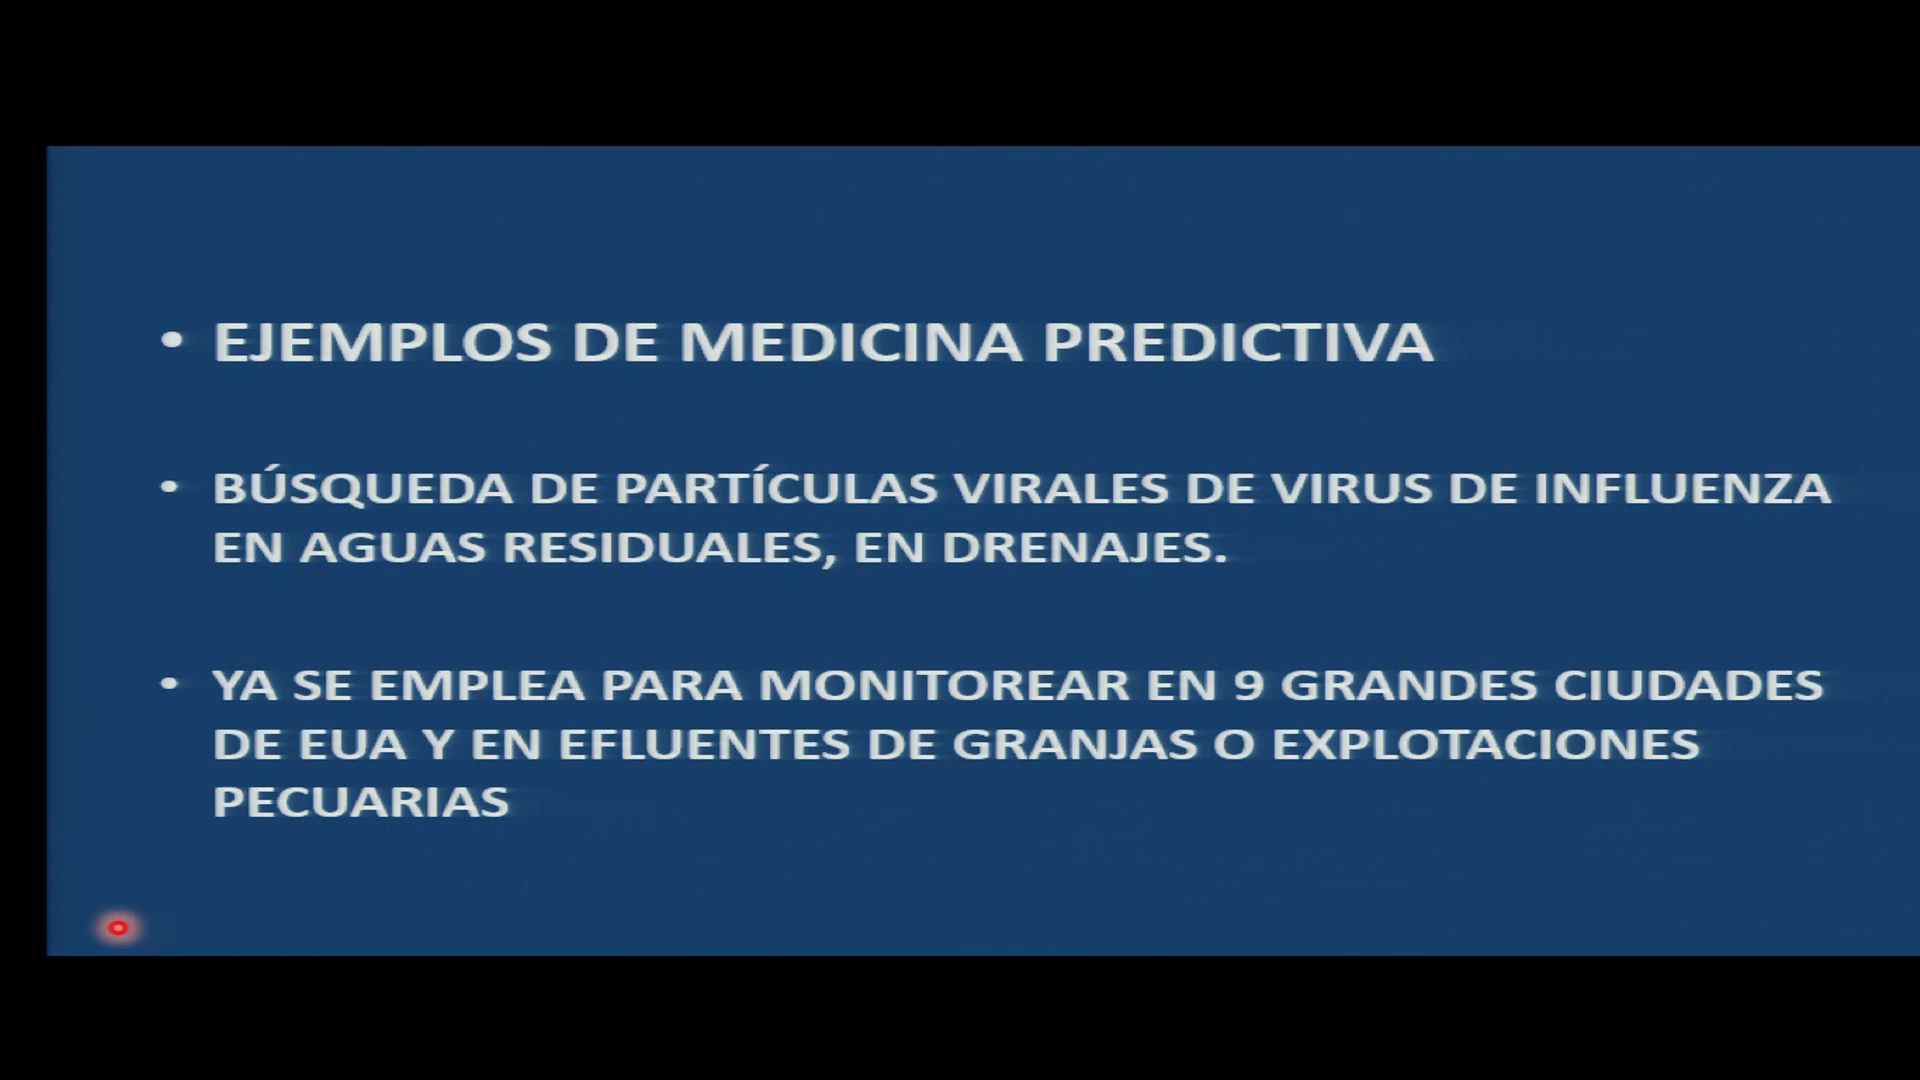 • EJEMPLOS DE MEDICINA PREDICTIVA
• BÚSQUEDA DE PARTÍCULAS VIRALES DE VIRUS DE INFLUENZA
EN AGUAS RESIDUALES, EN DRENAJES.
• YA SE EMPLEA PARA MONITOREAR EN 9 GRANDES CIUDADES
DE EUA Y EN EFLUENTES DE GRANJAS O EXPLOTACIONES
PECUARIAS